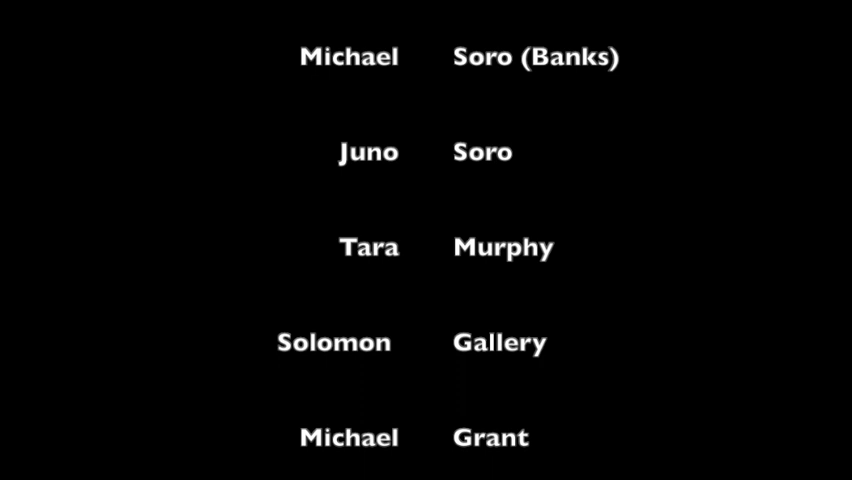 Michael Soro (Banks)
Juno Soro
Tara Murphy
Solomon Gallery
Michael Grant